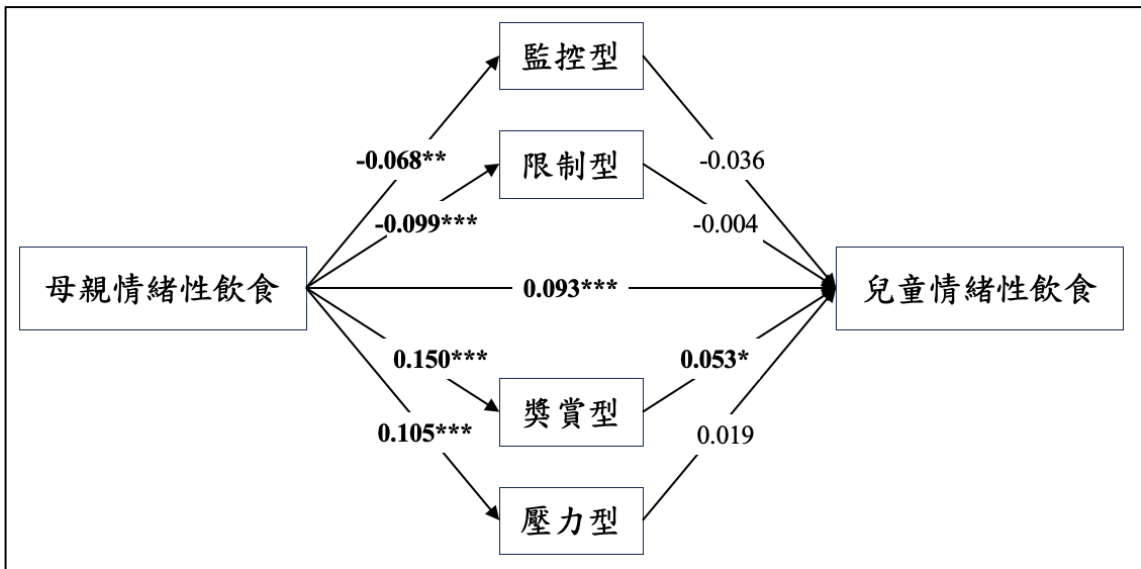 監控型
-0.068**
-0.036
限制型
-0.099***
-0.004
母親情緒性飲食
0.093***
兒童情緒性飲食
0.150***
0.053*
獎賞型
0.105***
0.019
壓力型